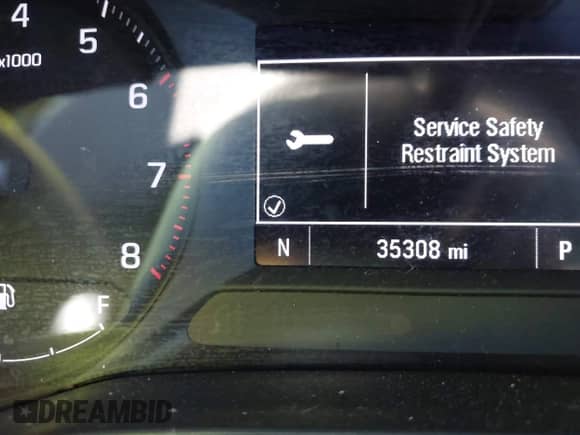 4
5
x1000
6
7
8
F
Service Safety
Restraint System
N
35308 mi
P
DREAMBID